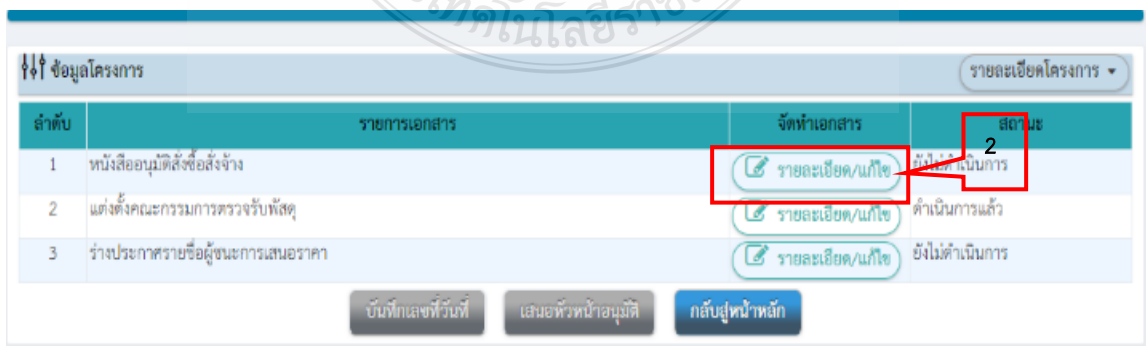 เทคโนโลยีราช
ข้อมูลโครงการ รายละเอียดโครงการ
ลำดับ รายการเอกสาร จัดทำเอกสาร สถานะ
1 หนังสืออนุมัติสั่งซื้อสั่งจ้าง รายละเอียด/แก้ไข ยังไม่ดำเนินการ
2
2 แต่งตั้งคณะกรรมการตรวจรับพัสดุ รายละเอียด/แก้ไข ดำเนินการแล้ว
3 ร่างประกาศรายชื่อผู้ชนะการเสนอราคา รายละเอียด/แก้ไข ยังไม่ดำเนินการ
บันทึกเลขที่วันที่ เสนอหัวหน้าอนุมัติ กลับสู่หน้าหลัก